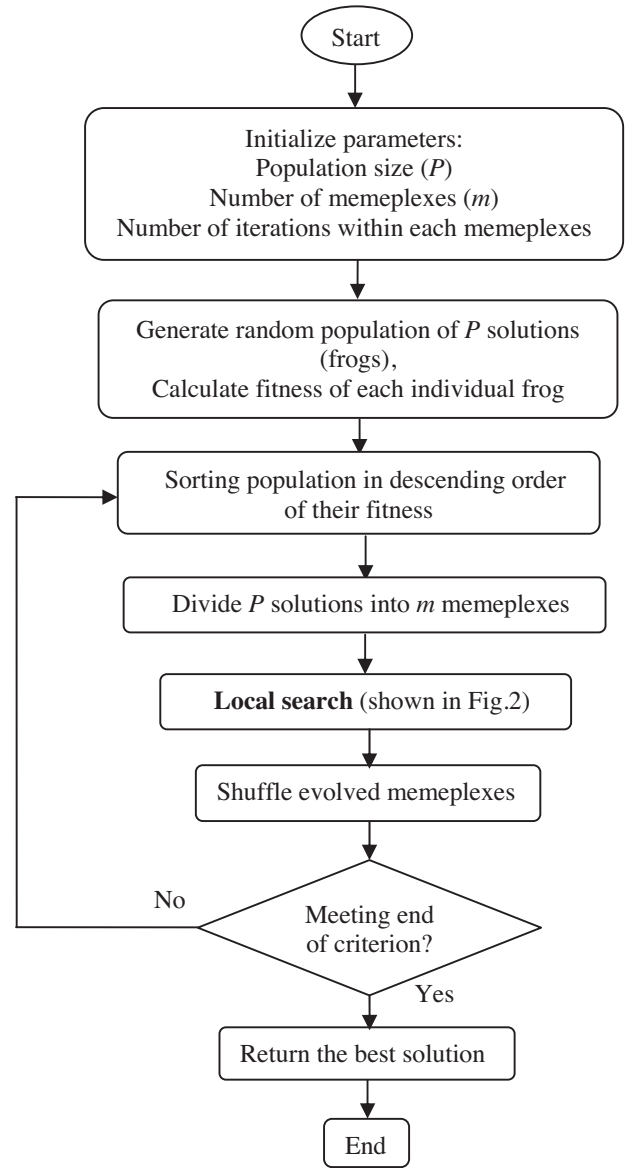 Start
Initialize parameters:
Population size (P)
Number of memeplexes (m)
Number of iterations within each memeplexes
Generate random population of P solutions
(frogs),
Calculate fitness of each individual frog
Sorting population in descending order
of their fitness
Divide P solutions into m memeplexes
Local search (shown in Fig.2)
Shuffle evolved memeplexes
No
Meeting end
of criterion?
Yes
Return the best solution
End